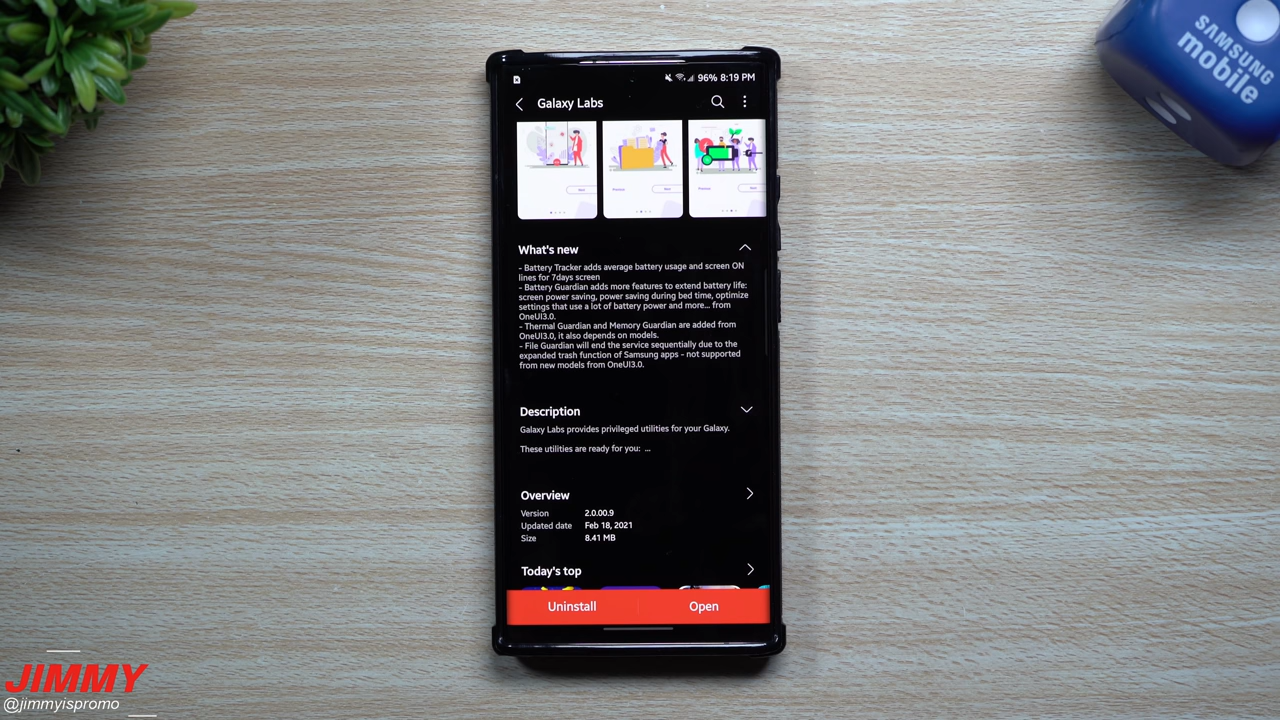 SAMSUNG
mobile
96% 8:19 PM
Galaxy Labs
Next
Previous
Next
Previous
Next
What's new
- Battery Tracker adds average battery usage and screen ON
lines for 7days screen
- Battery Guardian adds more features to extend battery life:
screen power saving, power saving during bed time, optimize
settings that use a lot of battery power and more... from
OneUI3.0.
- Thermal Guardian and Memory Guardian are added from
OneUI3.0, it also depends on models.
- File Guardian will end the service sequentially due to the
expanded trash function of Samsung apps - not supported
from new models from OneUI3.0.
Description
Galaxy Labs provides privileged utilities for your Galaxy.
These utilities are ready for you: ...
Overview
Version 2.0.00.9
Updated date Feb 18, 2021
Size 8.41 MB
Today's top
Uninstall Open
JIMMY
@jimmyispromo